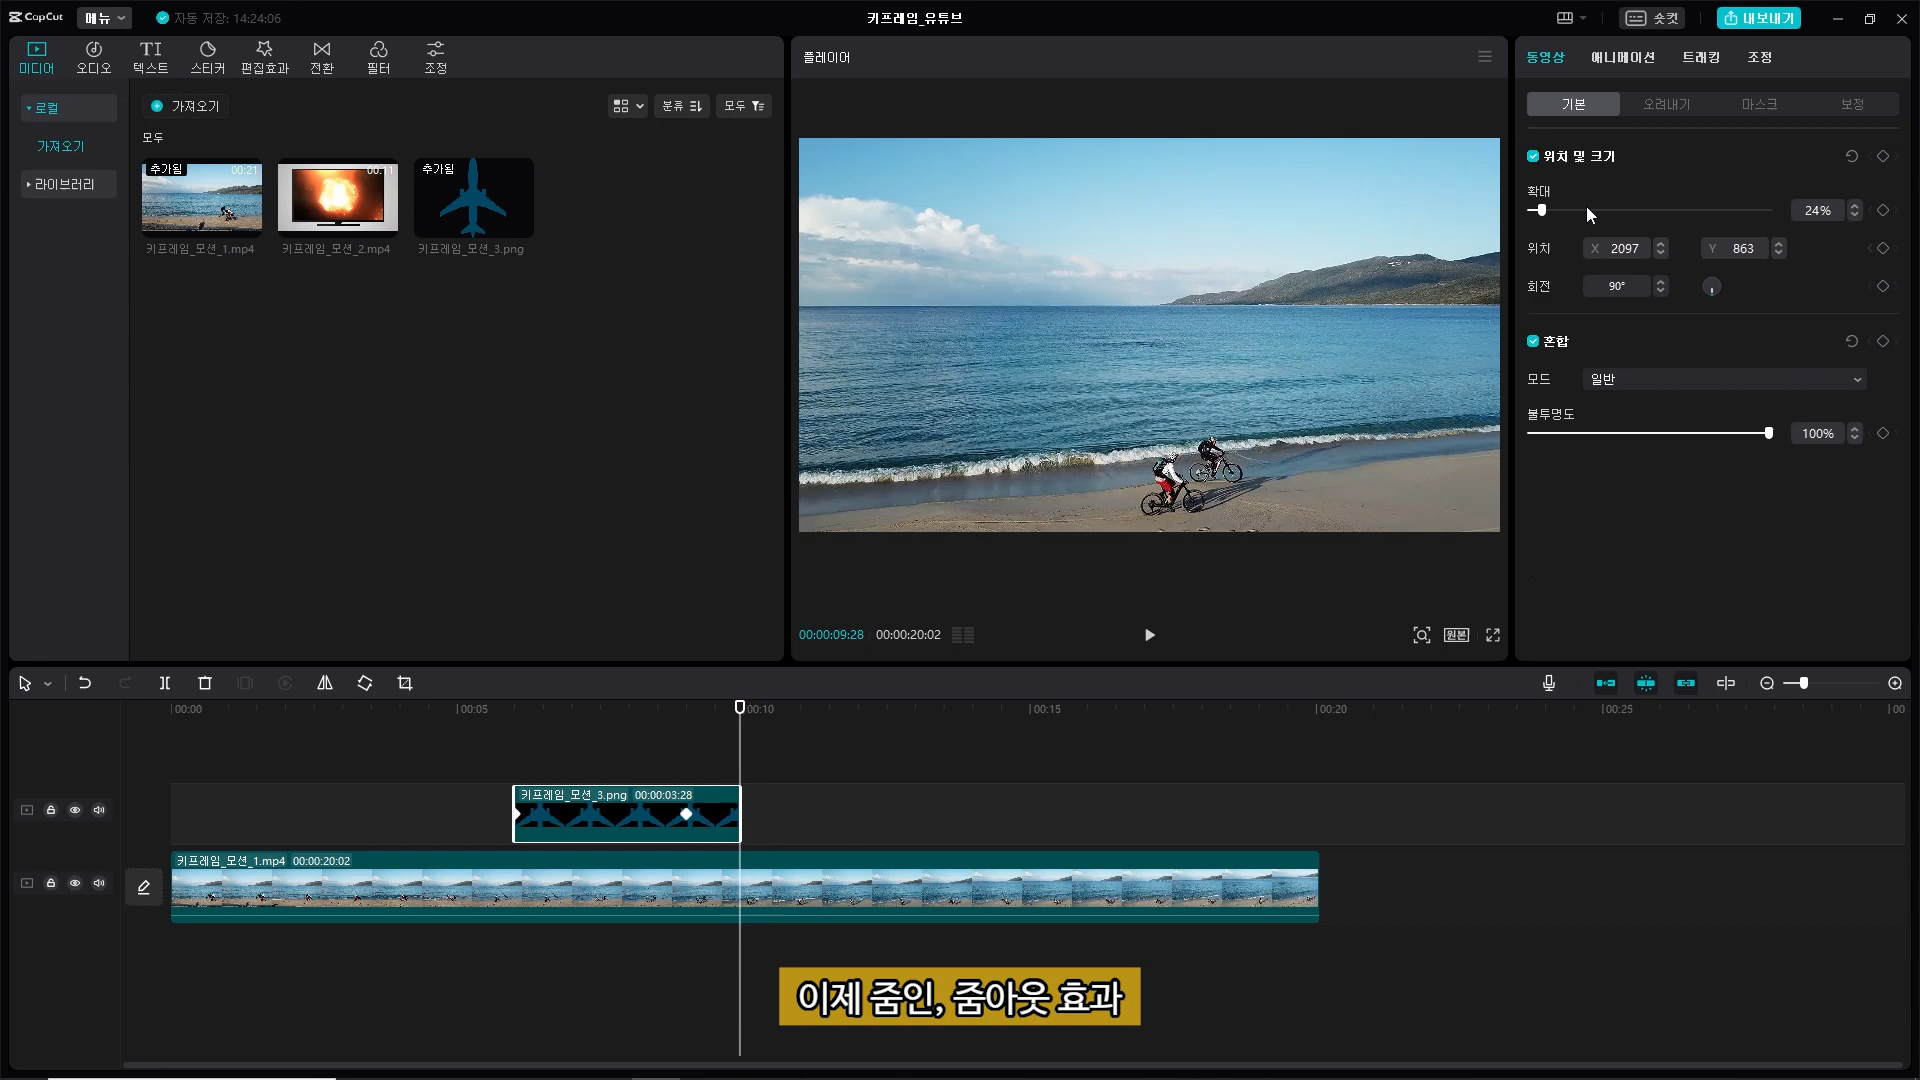 CapCut
메뉴
자동 저장: 14:24:06
키프레임_유튜브
숏컷
내보내기
미디어
오디오
텍스트
스티커
편집효과
전환
필터
조정
로컬
가져오기
라이브러리
가져오기
분류
모두
모두
추가됨
00:21
키프레임_모션_1.mp4
00:11
키프레임_모션_2.mp4
추가됨
키프레임_모션_3.png
플레이어
00:00:09:28
00:00:20:02
원본
동영상
애니메이션
트래킹
조정
기본
오려내기
마스크
보정
위치 및 크기
확대
24%
위치
X 2097
Y 863
회전
90°
혼합
모드
일반
불투명도
100%
00:00
00:05
00:10
00:15
00:20
00:25
00
키프레임_모션_3.png 00:00:03:28
키프레임_모션_1.mp4 00:00:20:02
이제 줌인, 줌아웃 효과